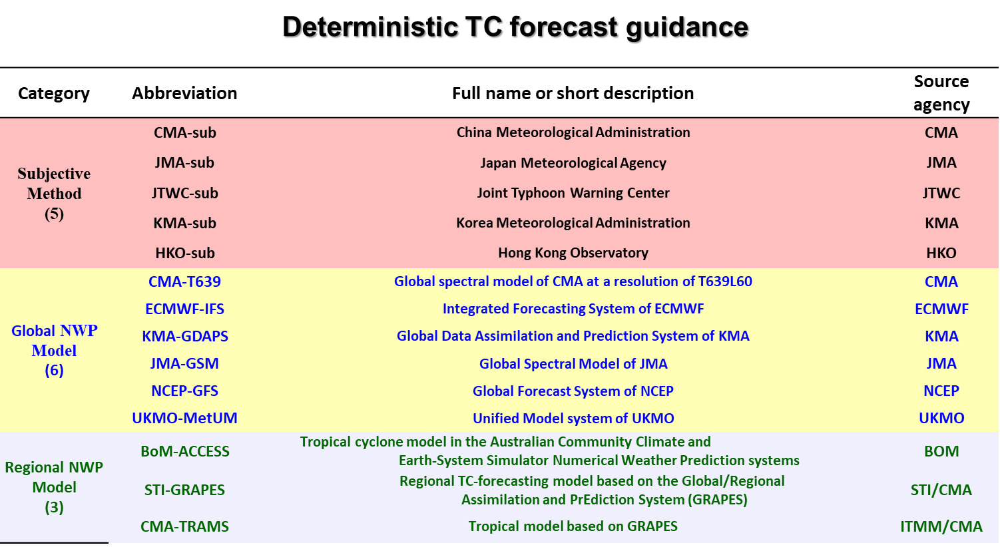 Deterministic TC forecast guidance
Category Abbreviation Full name or short description Source agency
Subjective Method (5)
CMA-sub China Meteorological Administration CMA
JMA-sub Japan Meteorological Agency JMA
JTWC-sub Joint Typhoon Warning Center JTWC
KMA-sub Korea Meteorological Administration KMA
HKO-sub Hong Kong Observatory HKO
Global NWP Model (6)
CMA-T639 Global spectral model of CMA at a resolution of T639L60 CMA
ECMWF-IFS Integrated Forecasting System of ECMWF ECMWF
KMA-GDAPS Global Data Assimilation and Prediction System of KMA KMA
JMA-GSM Global Spectral Model of JMA JMA
NCEP-GFS Global Forecast System of NCEP NCEP
UKMO-MetUM Unified Model system of UKMO UKMO
Regional NWP Model (3)
BoM-ACCESS Tropical cyclone model in the Australian Community Climate and
Earth-System Simulator Numerical Weather Prediction systems BOM
STI-GRAPES Regional TC-forecasting model based on the Global/Regional
Assimilation and PrEdiction System (GRAPES) STI/CMA
CMA-TRAMS Tropical model based on GRAPES ITMM/CMA